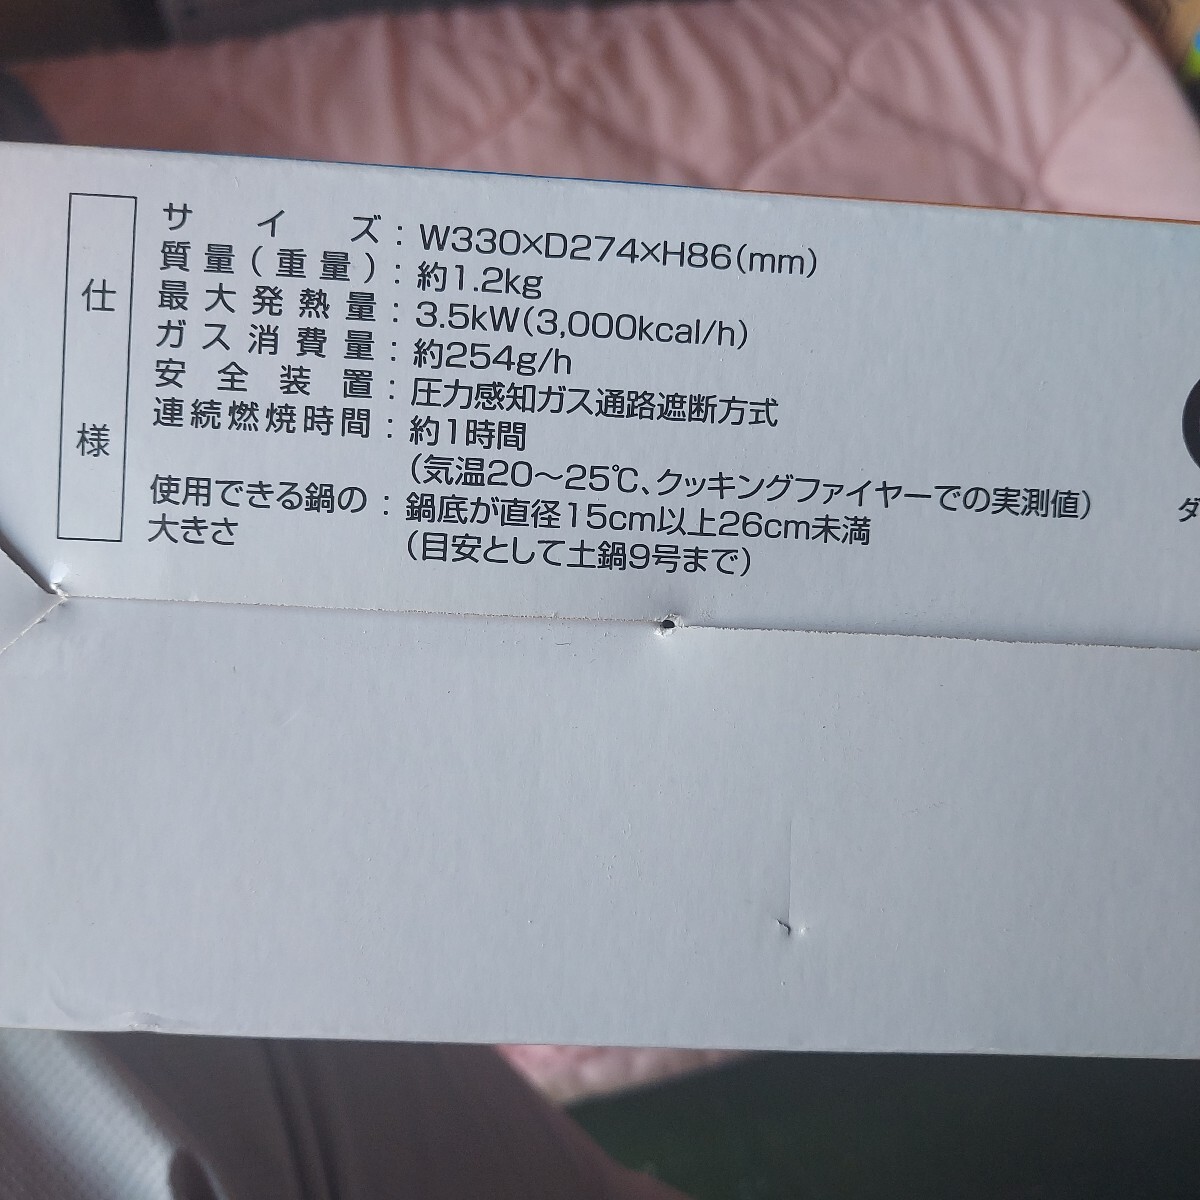 仕様
サイズ：W330×D274×H86(mm)
質量(重量)：約1.2kg
最大発熱量：3.5kW(3,000kcal/h)
ガス消費量：約254g/h
安全装置：圧力感知ガス通路遮断方式
連続燃焼時間：約1時間
(気温20～25℃、クッキングファイヤーでの実測値)
使用できる鍋の：鍋底が直径15cm以上26cm未満
大きさ (目安として土鍋9号まで)